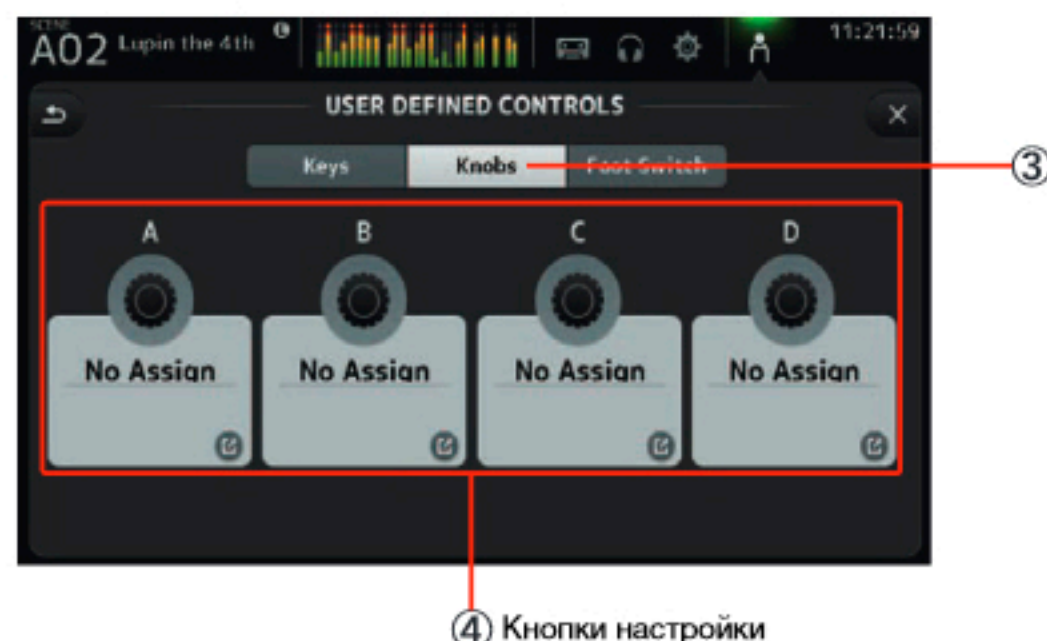 SCENE
A02 Lupin the 4th L 11:21:59
USER DEFINED CONTROLS
Keys Knobs Foot Switch
③
A B C D
No Assign No Assign No Assign No Assign
④ Кнопки настройки